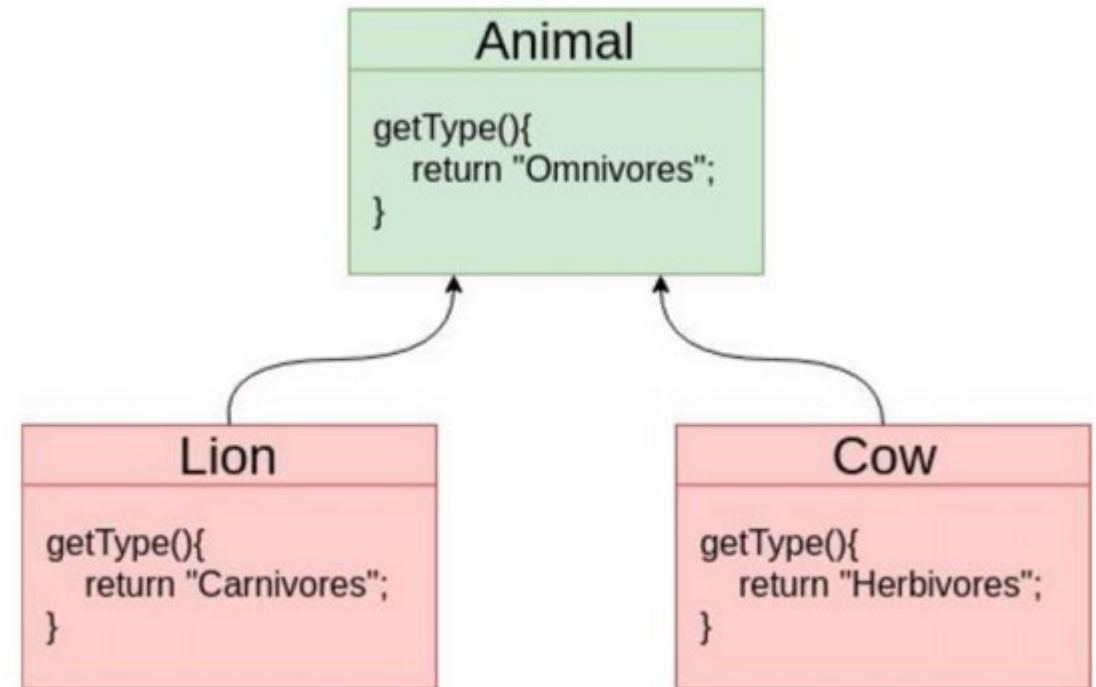 Animal
getType(){
return "Omnivores";
}
Lion
getType(){
return "Carnivores";
}
Cow
getType(){
return "Herbivores";
}